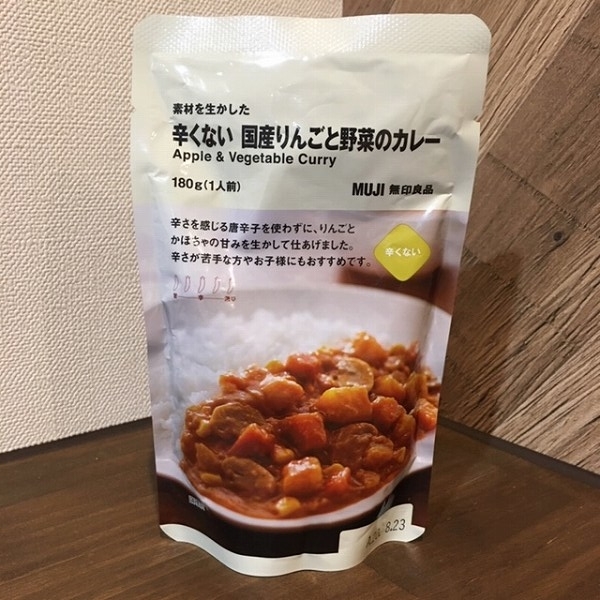 素材を生かした
辛くない 国産りんごと野菜のカレー
Apple & Vegetable Curry
180g(1人前)
MUJI 無印良品
辛さを感じる唐辛子を使わずに、りんごと
かぼちゃの甘みを生かして仕あげました。
辛さが苦手な方やお子様にもおすすめです。
辛くない
8.23